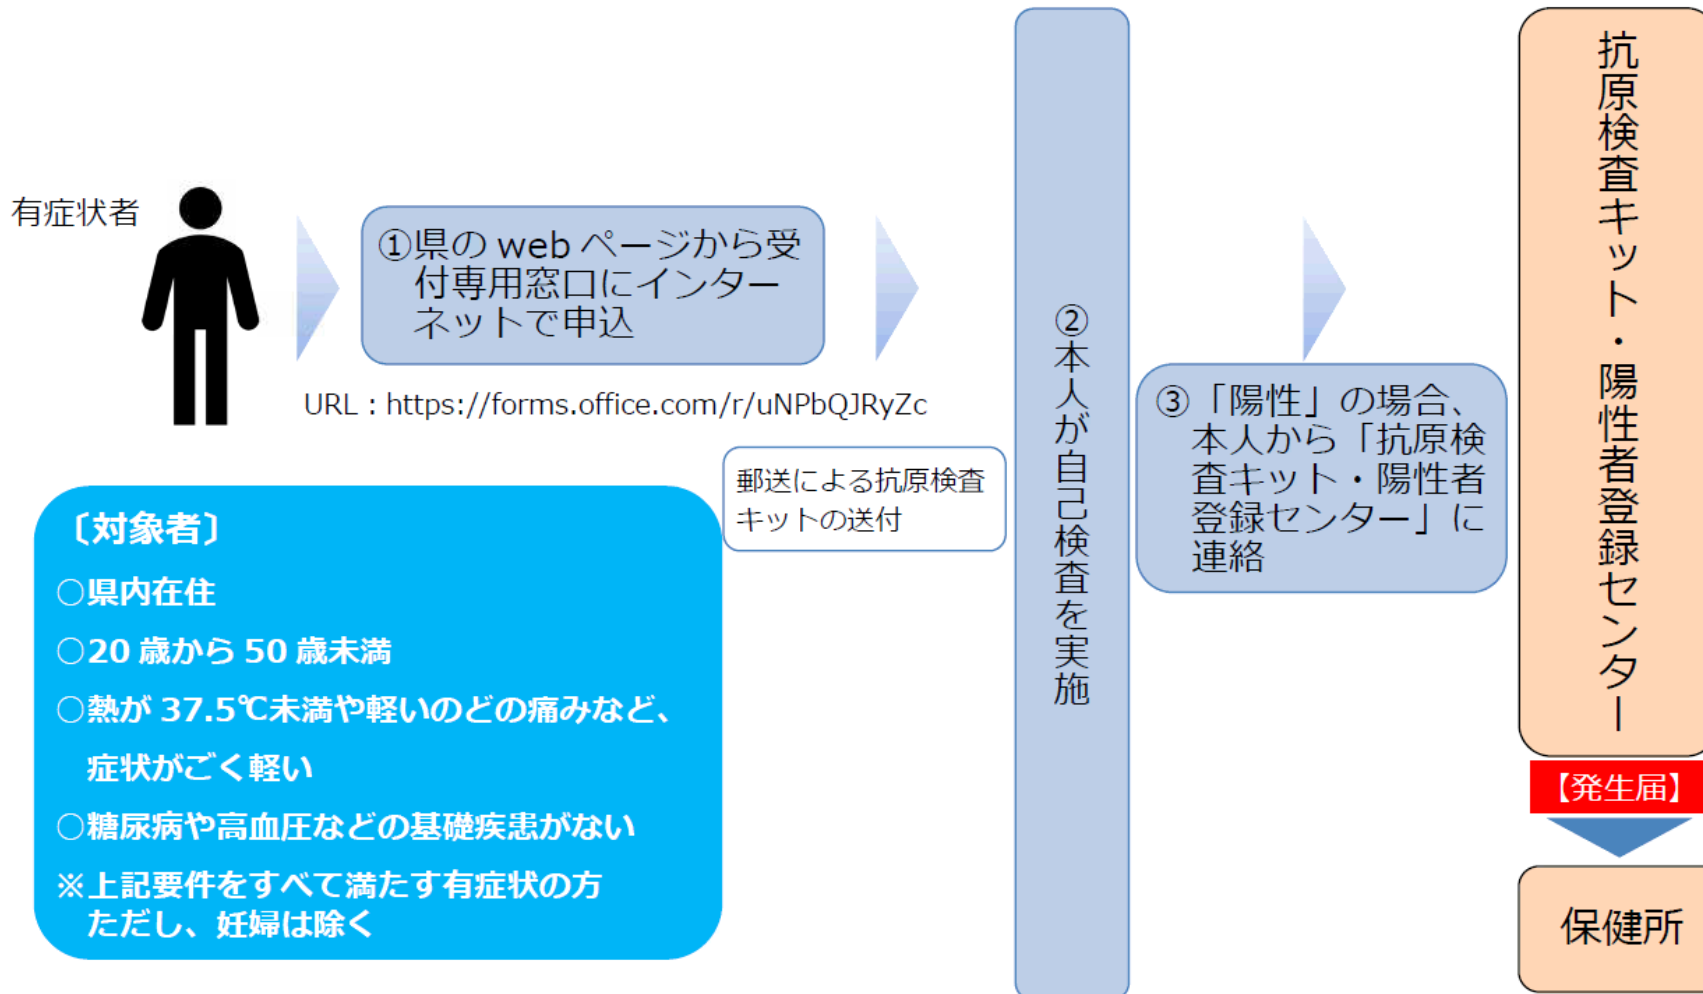 有症状者
①県の web ページから受
付専用窓口にインター
ネットで申込
URL：https://forms.office.com/r/uNPbQJRyZc
郵送による抗原検査
キットの送付
〔対象者〕
○県内在住
○20 歳から 50 歳未満
○熱が 37.5℃未満や軽いのどの痛みなど、
症状がごく軽い
○糖尿病や高血圧などの基礎疾患がない
※上記要件をすべて満たす有症状の方
ただし、妊婦は除く
②本人が自己検査を実施
③「陽性」の場合、
本人から「抗原検
査キット・陽性者
登録センター」に
連絡
抗原検査キット・陽性者登録センター
【発生届】
保健所